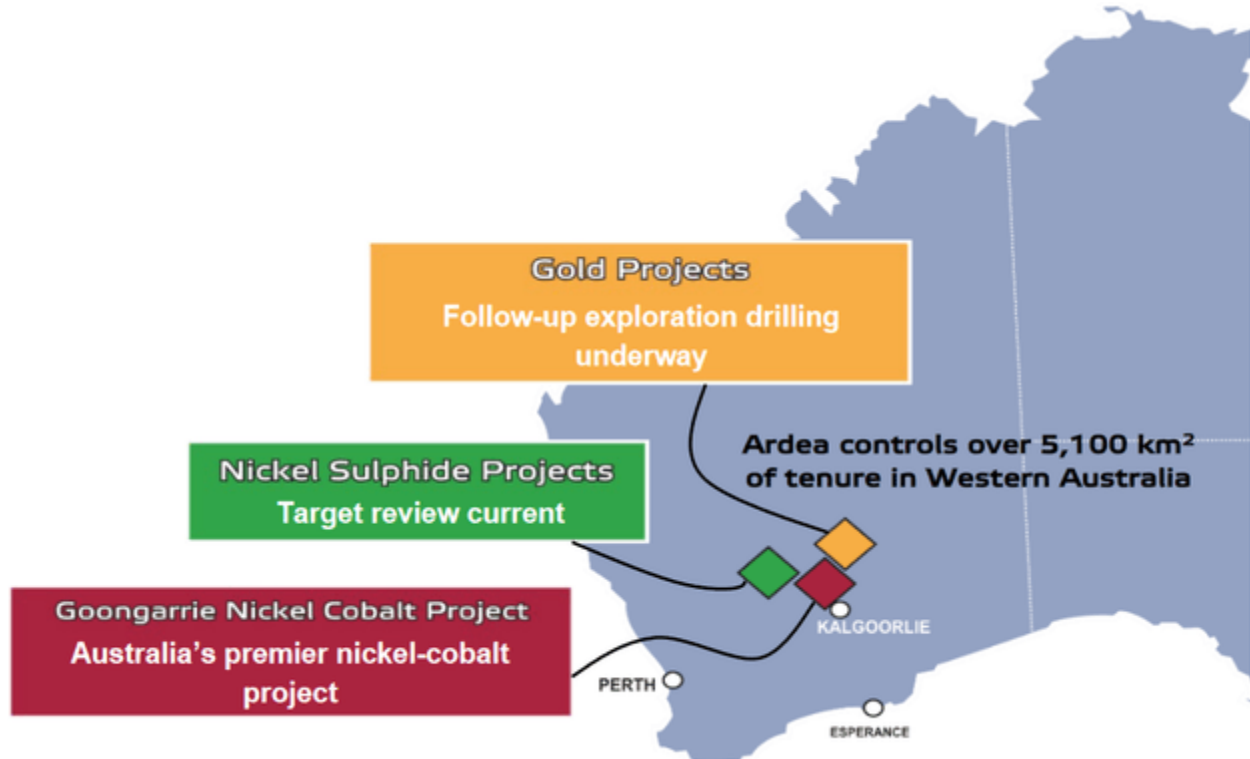 Gold Projects
Follow-up exploration drilling
underway
Ardea controls over 5,100 km²
of tenure in Western Australia
Nickel Sulphide Projects
Target review current
Goongarrie Nickel Cobalt Project
Australia's premier nickel-cobalt
project
KALGOORLIE
PERTH
ESPERANCE